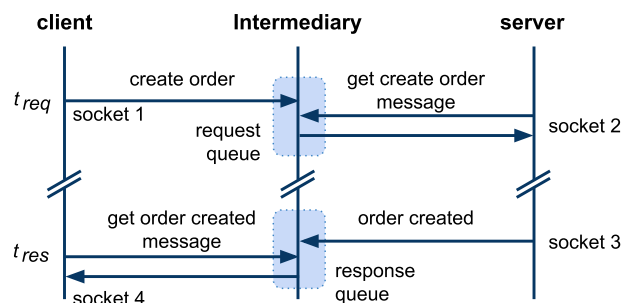 client
Intermediary
server
create order
get create order
message
t req
socket 1
socket 2
request
queue
get order created
message
order created
t res
socket 3
response
queue
socket 4